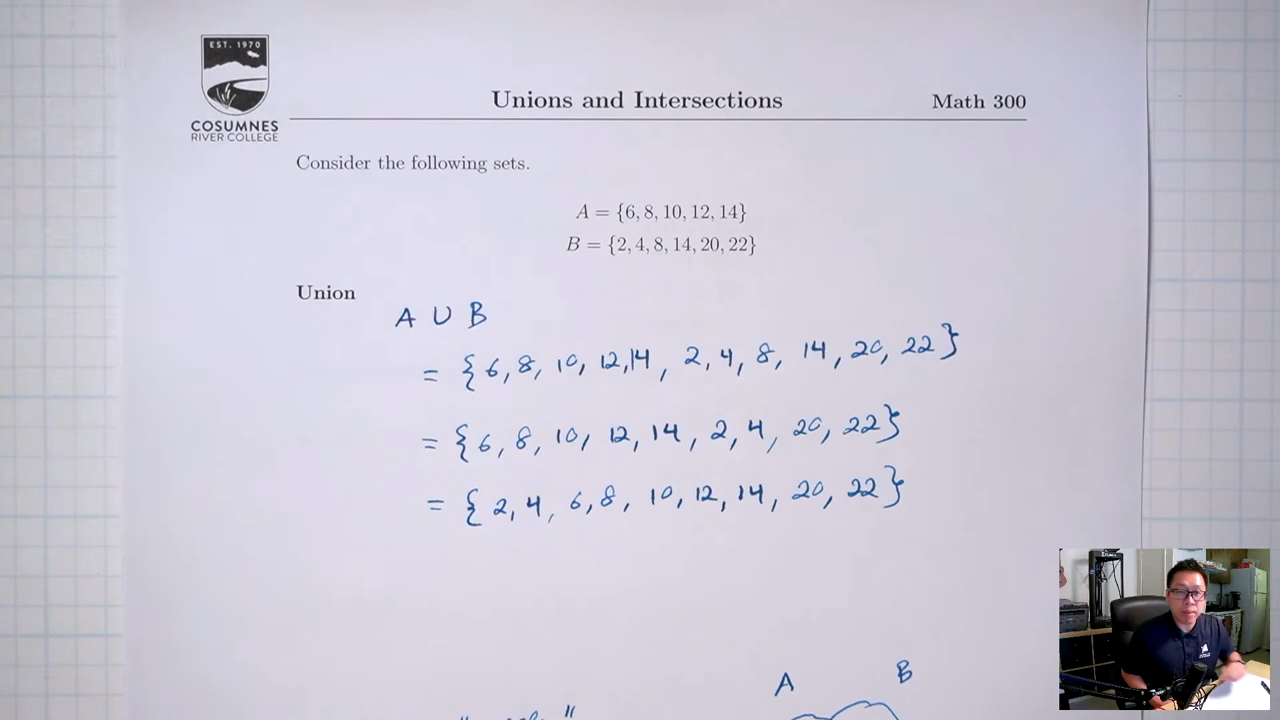 EST. 1970
COSUMNES
RIVER COLLEGE
Unions and Intersections
Math 300
Consider the following sets.
A = {6, 8, 10, 12, 14}
B = {2, 4, 8, 14, 20, 22}
Union
A ∪ B
= {6, 8, 10, 12, 14, 2, 4, 8, 14, 20, 22}
= {6, 8, 10, 12, 14, 2, 4, 20, 22}
= {2, 4, 6, 8, 10, 12, 14, 20, 22}
A B